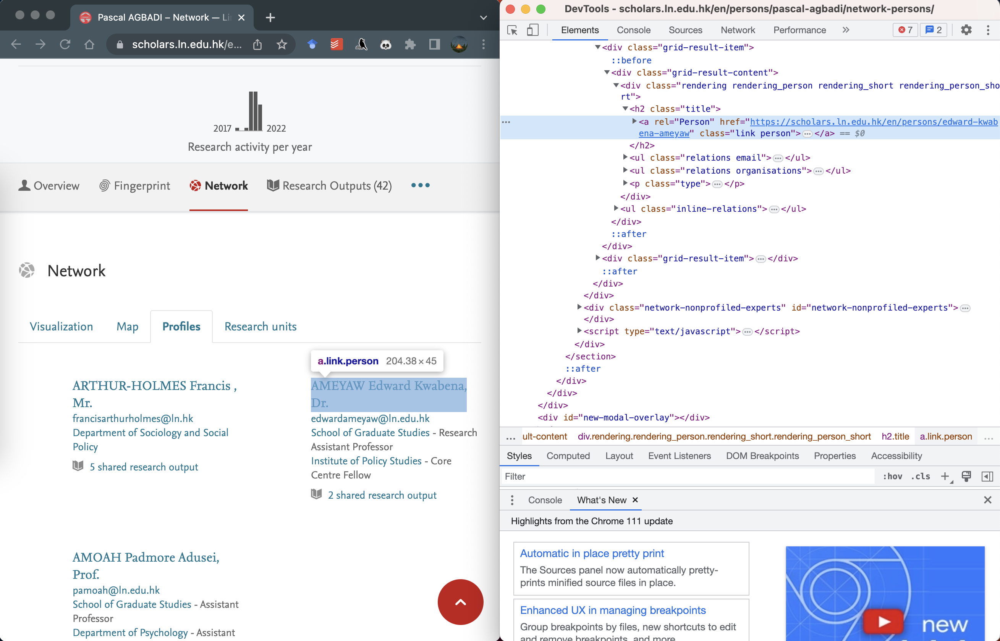 Pascal AGBADI – Network — Li
scholars.ln.edu.hk/e...
2017
2022
Research activity per year
Overview
Fingerprint
Network
Research Outputs (42)
Network
Visualization
Map
Profiles
Research units
a.link.person 204.38×45
ARTHUR-HOLMES Francis ,
Mr.
francisarthurholmes@ln.hk
Department of Sociology and Social
Policy
5 shared research output
AMEYAW Edward Kwabena,
Dr.
edwardameyaw@ln.edu.hk
School of Graduate Studies - Research
Assistant Professor
Institute of Policy Studies - Core
Centre Fellow
2 shared research output
AMOAH Padmore Adusei,
Prof.
pamoah@ln.edu.hk
School of Graduate Studies - Assistant
Professor
Department of Psychology - Assistant
DevTools - scholars.ln.edu.hk/en/persons/pascal-agbadi/network-persons/
Elements
Console
Sources
Network
Performance
7
2
<div class="grid-result-item">
::before
<div class="grid-result-content">
<div class="rendering rendering_person rendering_short rendering_person_sho
rt">
<h2 class="title">
<a rel="Person" href="https://scholars.ln.edu.hk/en/persons/edward-kwab
ena-ameyaw" class="link person">…</a> == $0
</h2>
<ul class="relations email">…</ul>
<ul class="relations organisations">…</ul>
<p class="type">…</p>
</div>
<ul class="inline-relations">…</ul>
</div>
::after
</div>
<div class="grid-result-item">…</div>
::after
</div>
</div>
<div class="network-nonprofiled-experts" id="network-nonprofiled-experts">…
</div>
<script type="text/javascript">…</script>
</div>
</section>
::after
</div>
</div>
</div>
<div id="new-modal-overlay"></div>
... ult-content div.rendering.rendering_person.rendering_short.rendering_person_short h2.title a.link.person ...
Styles
Computed
Layout
Event Listeners
DOM Breakpoints
Properties
Accessibility
Filter
:hov
.cls
Console
What's New
Highlights from the Chrome 111 update
Automatic in place pretty print
The Sources panel now automatically pretty-
prints minified source files in place.
Enhanced UX in managing breakpoints
Group breakpoints by files, new shortcuts to edit
and remove breakpoints, and more.
new